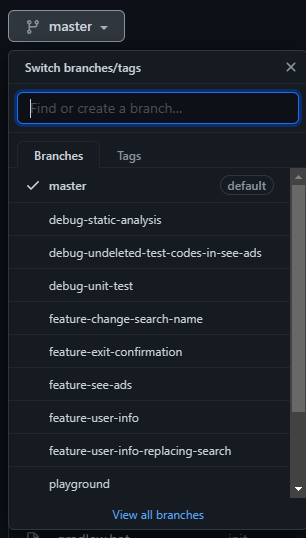 master
Switch branches/tags
Find or create a branch...
Branches
Tags
master
default
debug-static-analysis
debug-undeleted-test-codes-in-see-ads
debug-unit-test
feature-change-search-name
feature-exit-confirmation
feature-see-ads
feature-user-info
feature-user-info-replacing-search
playground
View all branches